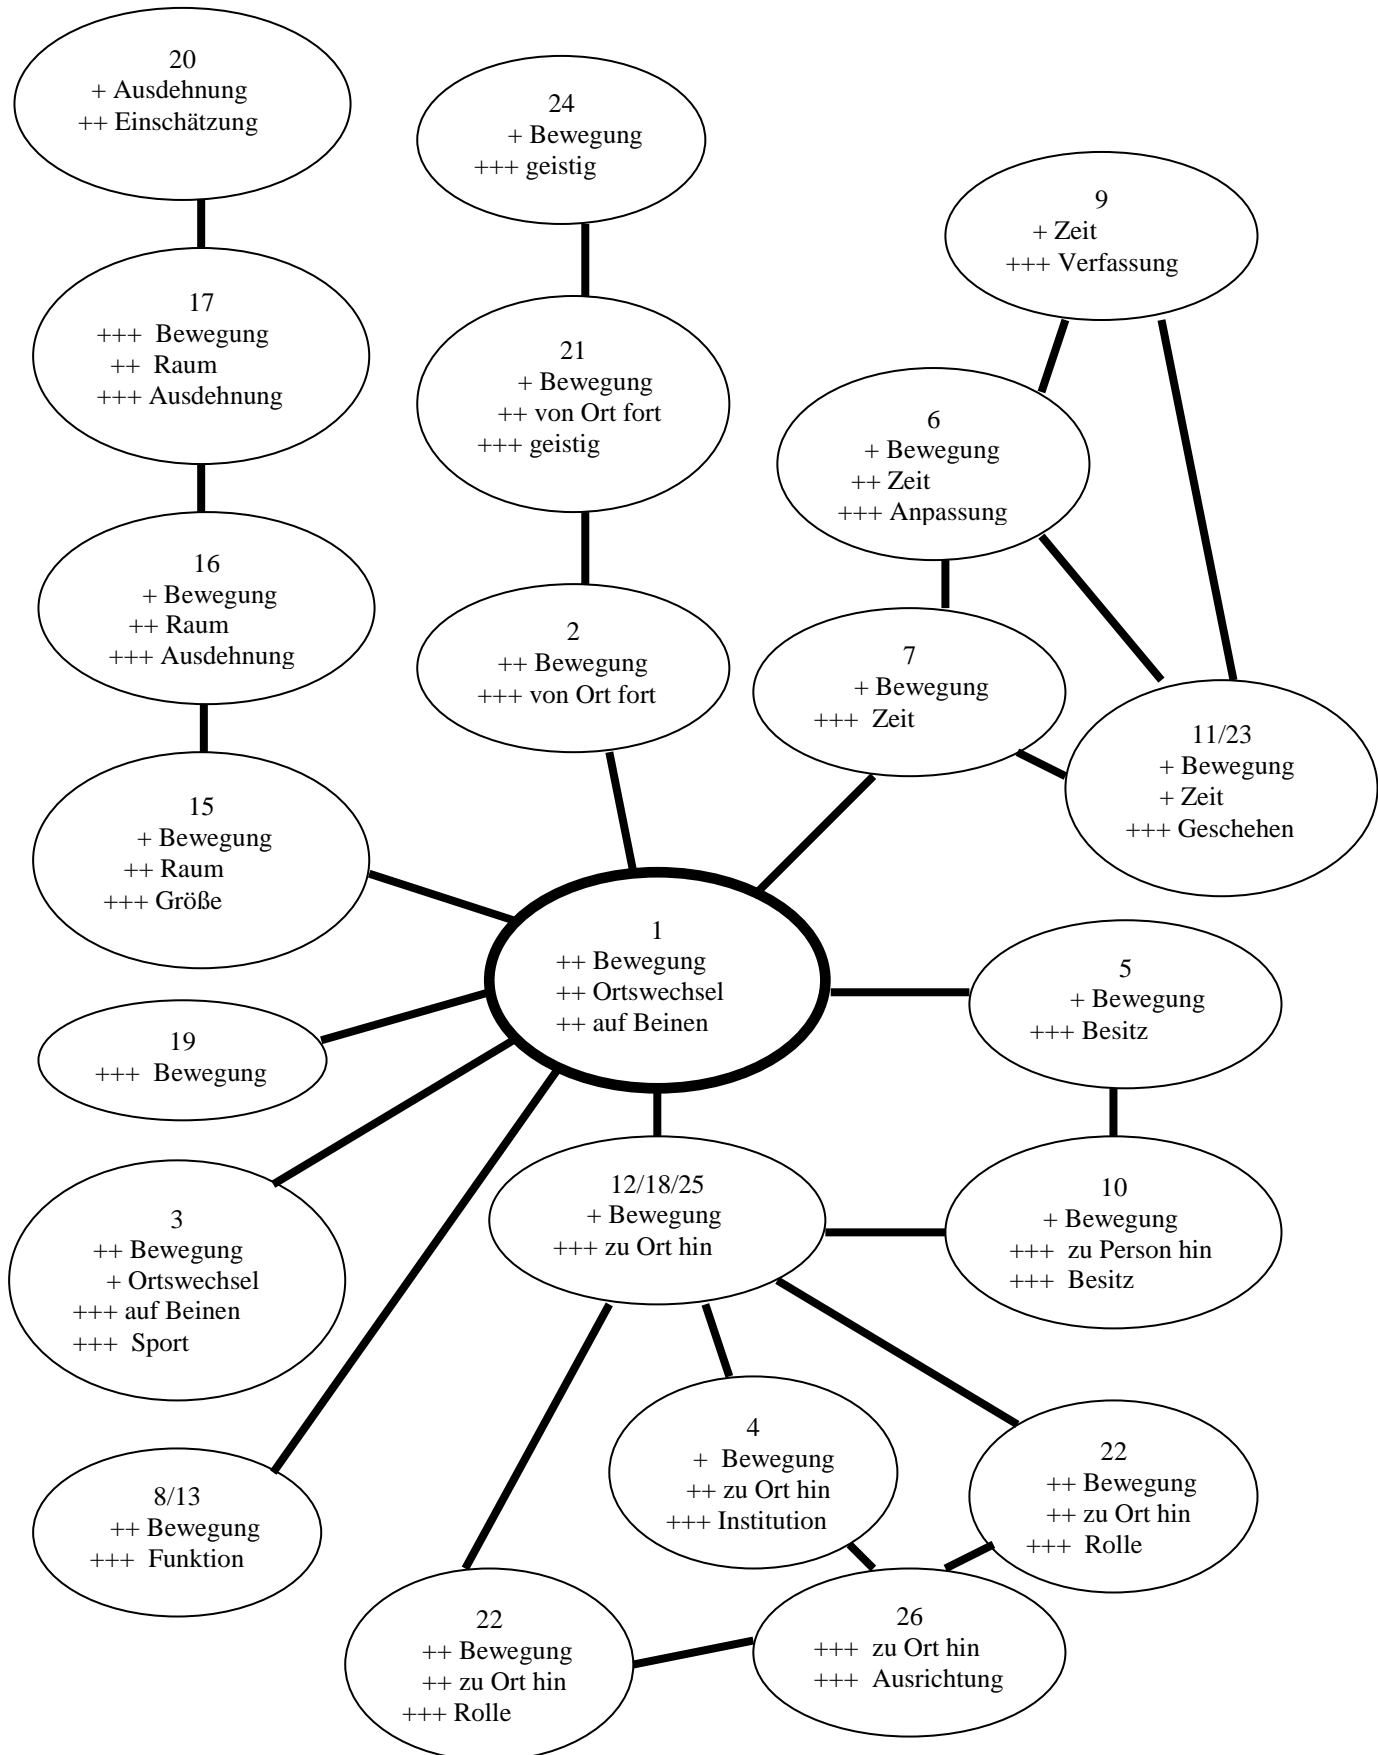 20
+ Ausdehnung
++ Einschätzung
24
+ Bewegung
+++ geistig
9
+ Zeit
+++ Verfassung
17
+++ Bewegung
++ Raum
+++ Ausdehnung
21
+ Bewegung
++ von Ort fort
+++ geistig
6
+ Bewegung
++ Zeit
+++ Anpassung
16
+ Bewegung
++ Raum
+++ Ausdehnung
2
++ Bewegung
+++ von Ort fort
7
+ Bewegung
+++ Zeit
11/23
+ Bewegung
+ Zeit
+++ Geschehen
15
+ Bewegung
++ Raum
+++ Größe
1
++ Bewegung
++ Ortswechsel
++ auf Beinen
5
+ Bewegung
+++ Besitz
19
+++ Bewegung
12/18/25
+ Bewegung
+++ zu Ort hin
10
+ Bewegung
+++ zu Person hin
+++ Besitz
3
++ Bewegung
+ Ortswechsel
+++ auf Beinen
+++ Sport
4
+ Bewegung
++ zu Ort hin
+++ Institution
22
++ Bewegung
++ zu Ort hin
+++ Rolle
8/13
++ Bewegung
+++ Funktion
22
++ Bewegung
++ zu Ort hin
+++ Rolle
26
+++ zu Ort hin
+++ Ausrichtung